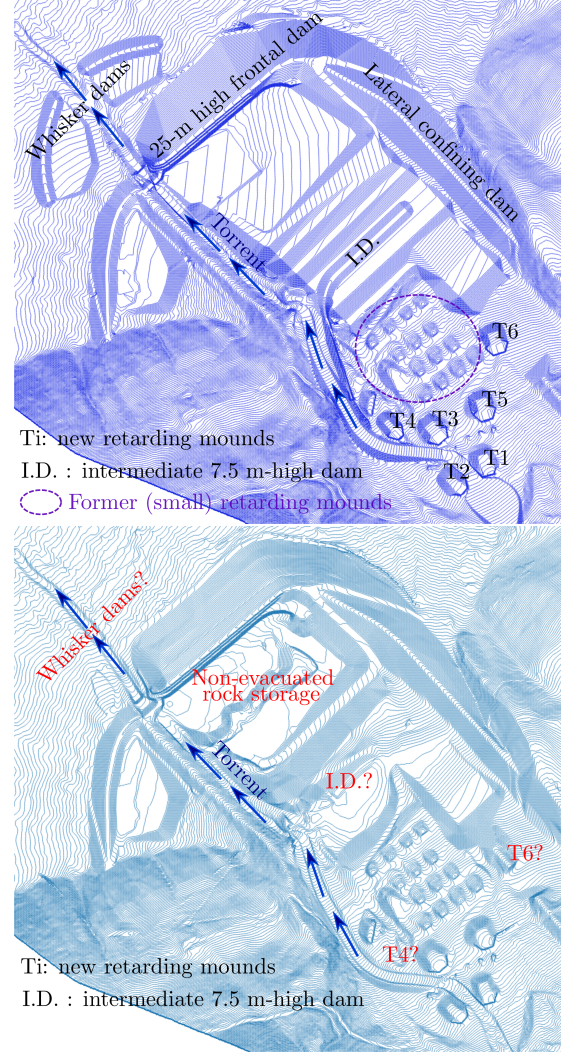 25-m high frontal dam
Whisker dams
Lateral confining dam
Torrent
I.D.
T6
T5
T4
T3
T1
T2
Ti: new retarding mounds
I.D. : intermediate 7.5 m-high dam
Former (small) retarding mounds
Whisker dams?
Non-evacuated
rock storage
Torrent
I.D.?
T6?
T4?
Ti: new retarding mounds
I.D. : intermediate 7.5 m-high dam